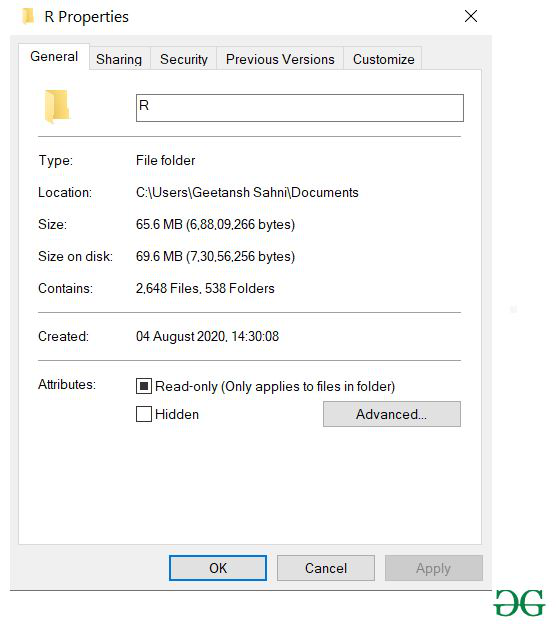 R Properties
General Sharing Security Previous Versions Customize
R
Type: File folder
Location: C:\Users\Geetansh Sahni\Documents
Size: 65.6 MB (6,88,09,266 bytes)
Size on disk: 69.6 MB (7,30,56,256 bytes)
Contains: 2,648 Files, 538 Folders
Created: 04 August 2020, 14:30:08
Attributes: Read-only (Only applies to files in folder)
Hidden Advanced...
OK Cancel Apply